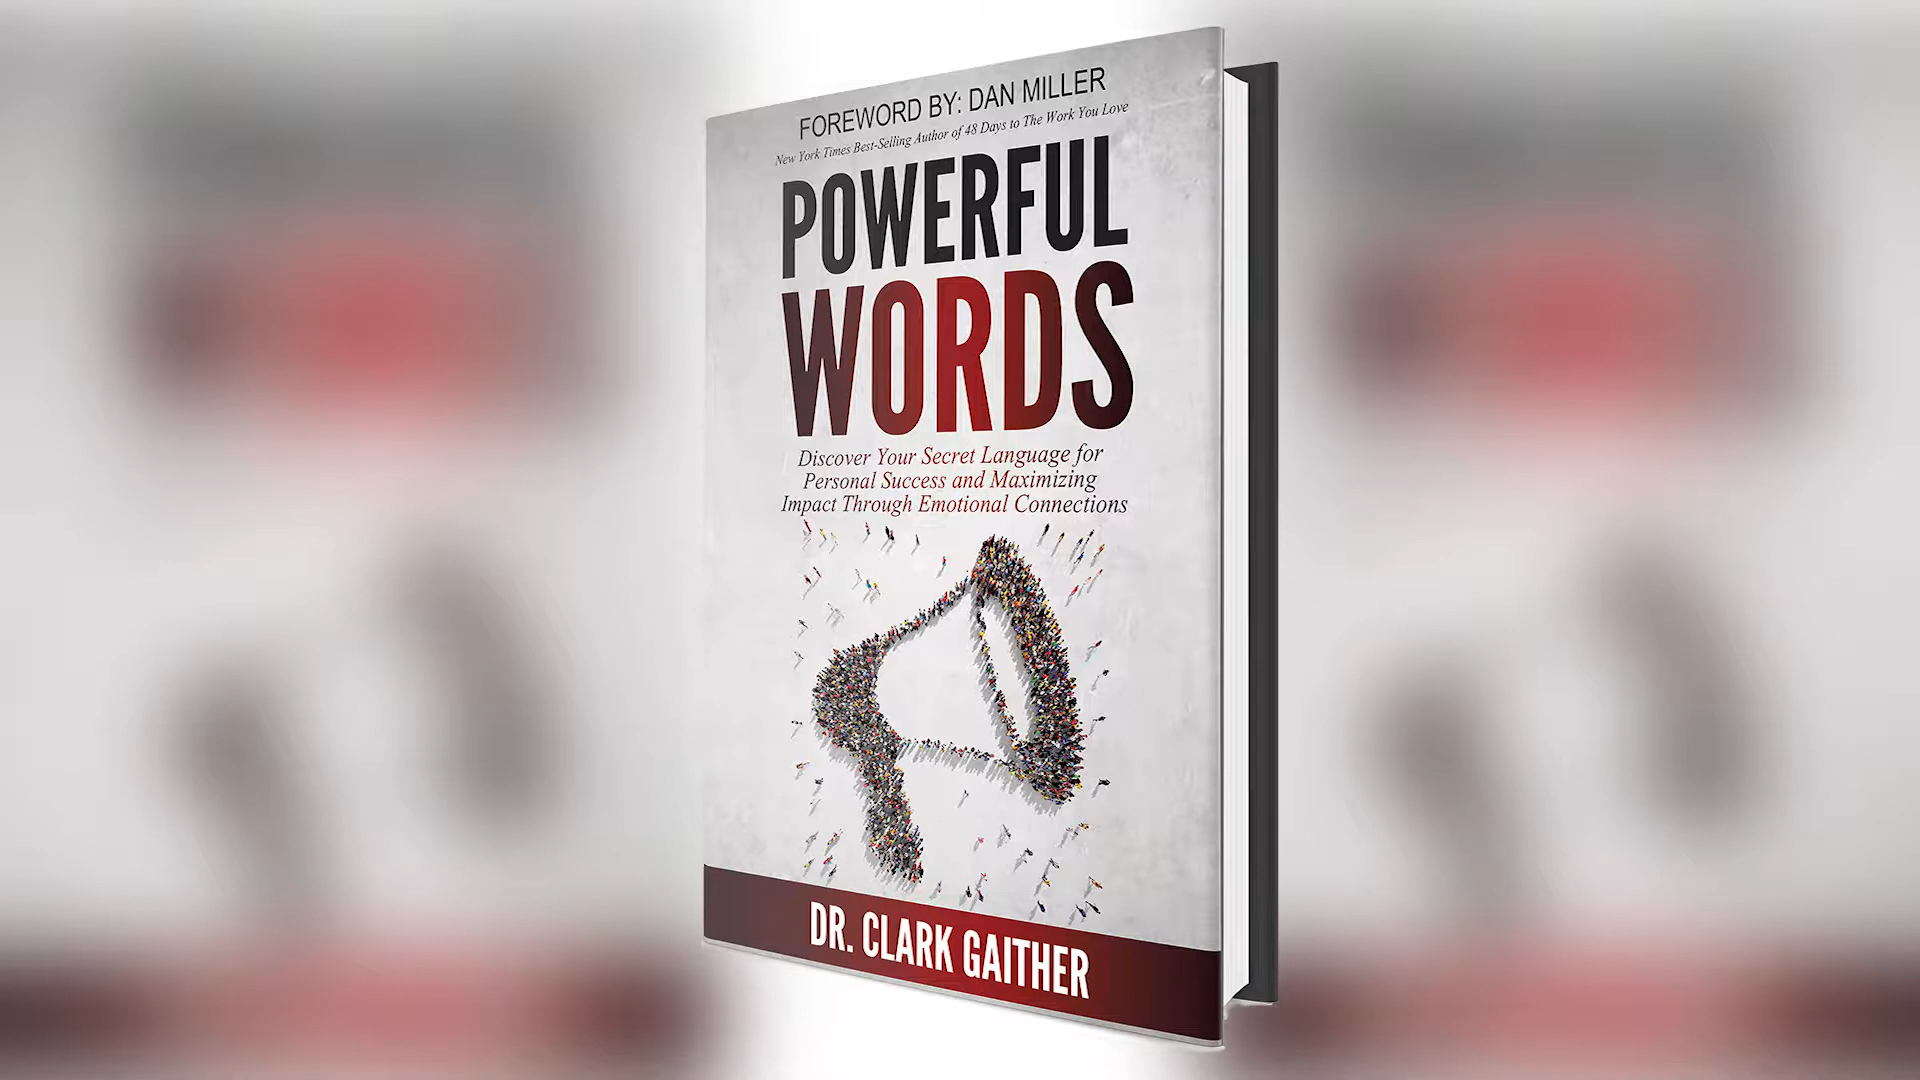 FOREWORD BY: DAN MILLER
New York Times Best-Selling Author of 48 Days to The Work You Love
POWERFUL
WORDS
Discover Your Secret Language for
Personal Success and Maximizing
Impact Through Emotional Connections
DR. CLARK GAITHER